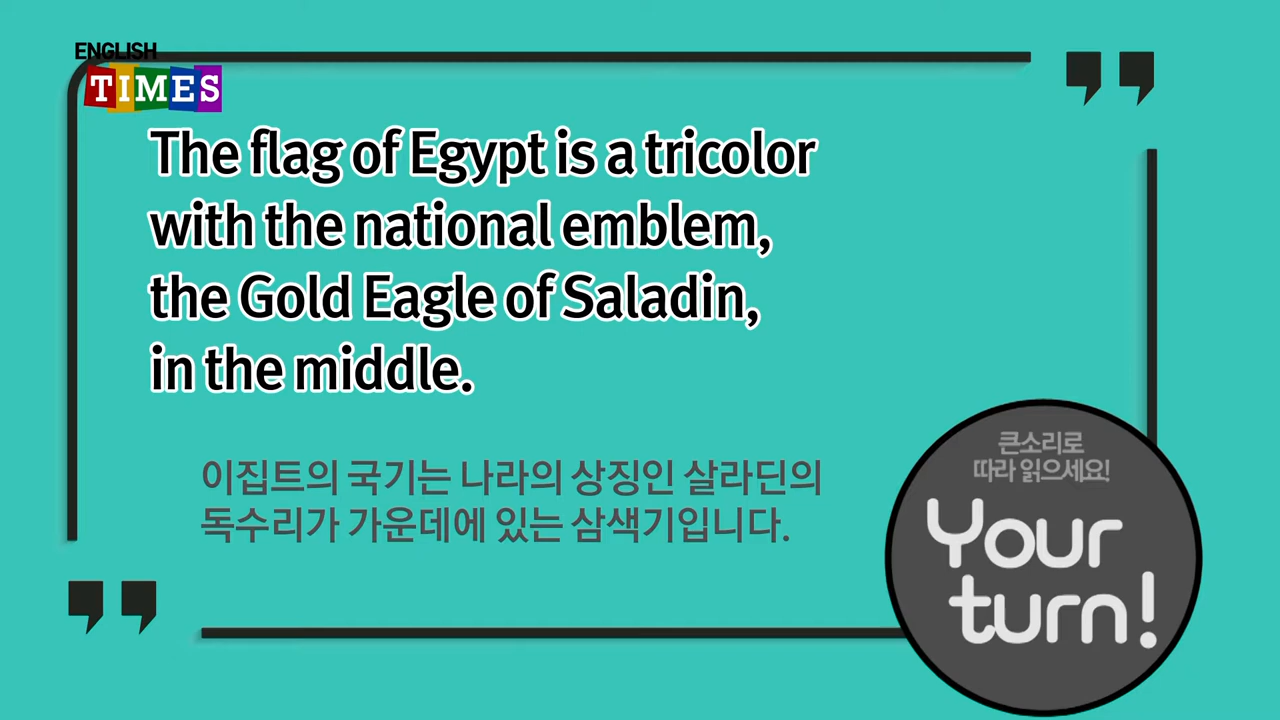 ENGLISH
TIMES
The flag of Egypt is a tricolor
with the national emblem,
the Gold Eagle of Saladin,
in the middle.
이집트의 국기는 나라의 상징인 살라딘의
독수리가 가운데에 있는 삼색기입니다.
큰소리로
따라 읽으세요!
Your
turn!